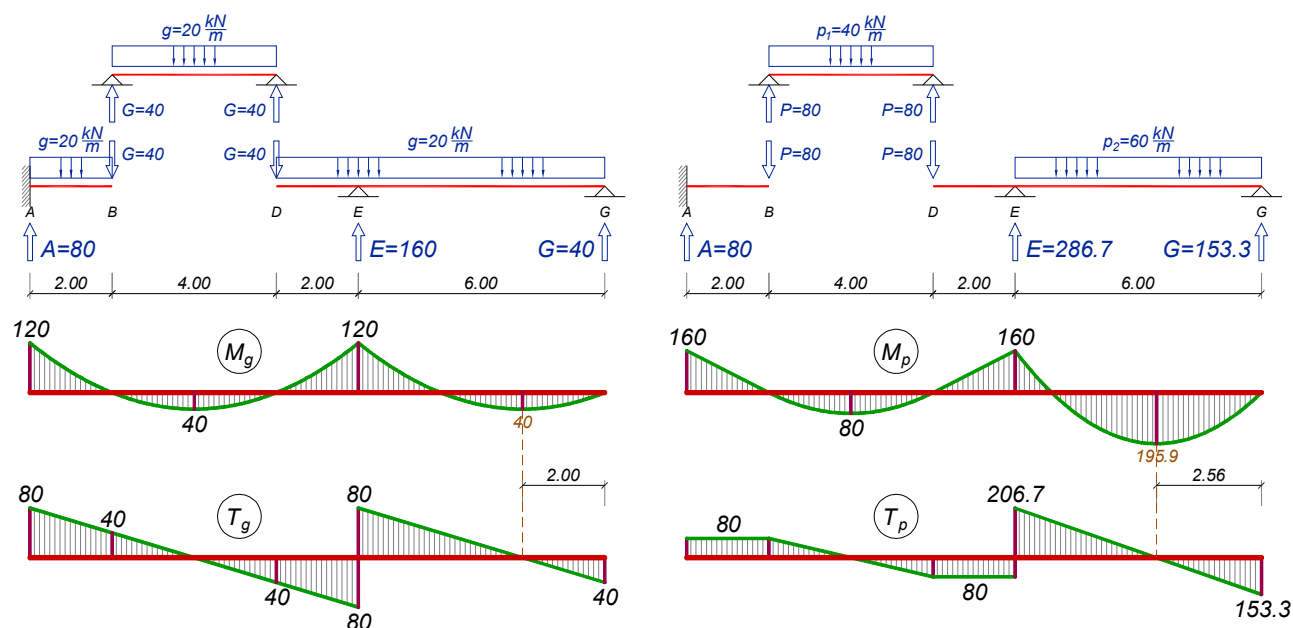 g=20 kN/m
G=40 G=40
g=20 kN/m G=40 G=40 g=20 kN/m
A B D E G
A=80 E=160 G=40
2.00 4.00 2.00 6.00
120 Mg 120
40 40
2.00
80 40 Tg 80
40 80 40
p1=40 kN/m
P=80 P=80
P=80 P=80 p2=60 kN/m
A B D E G
A=80 E=286.7 G=153.3
2.00 4.00 2.00 6.00
160 Mp 160
80 195.9
2.56
80 Tp 206.7
80 153.3